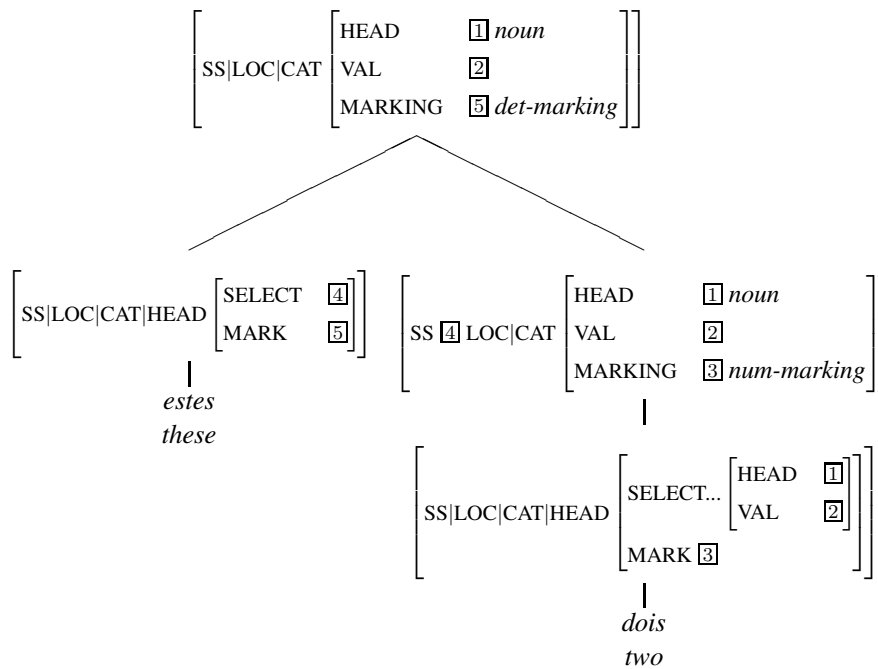 HEAD 1 noun
SS|LOC|CAT VAL 2
MARKING 5 det-marking
SS|LOC|CAT|HEAD SELECT 4
MARK 5
estes
these
HEAD 1 noun
SS 4 LOC|CAT VAL 2
MARKING 3 num-marking
SS|LOC|CAT|HEAD SELECT... HEAD 1
VAL 2
MARK 3
dois
two